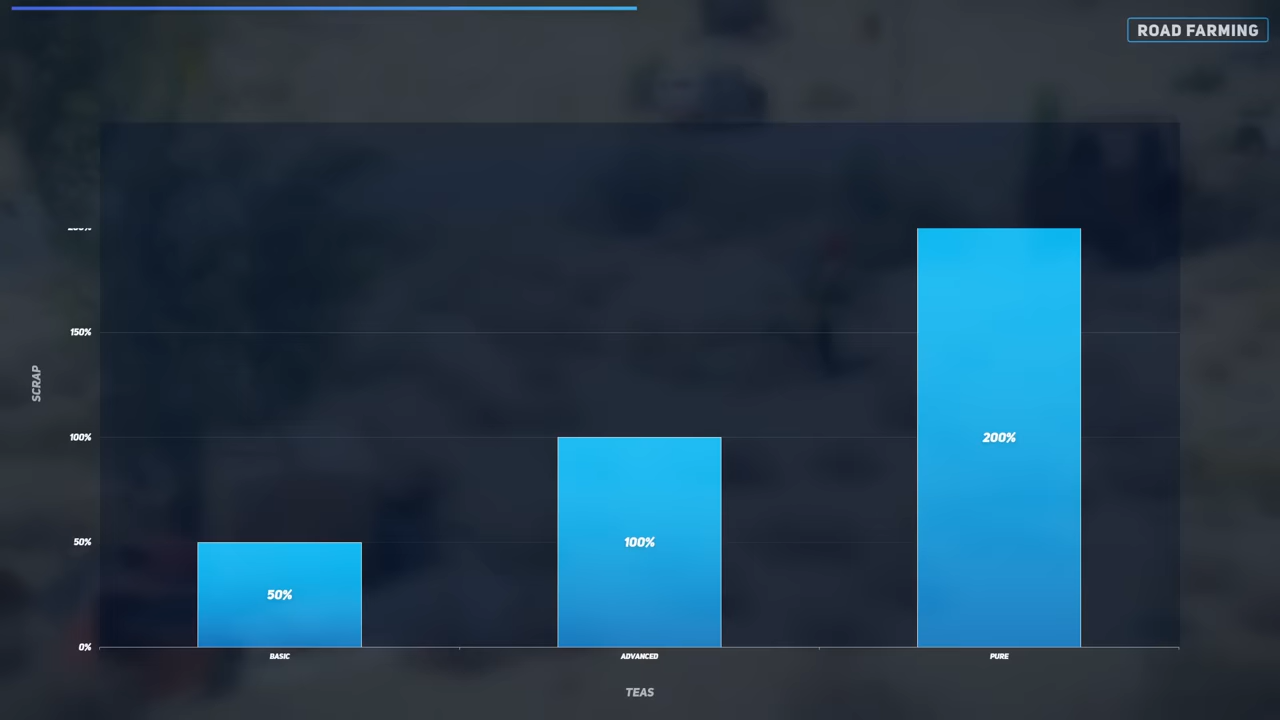 ROAD FARMING
150%
100%
50%
0%
SCRAP
50%
100%
200%
BASIC
ADVANCED
PURE
TEAS